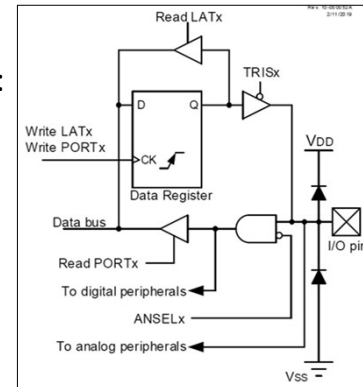 :
Read LATx
TRISx
D
Q
Write LATx
Write PORTx
CK
VDD
Data Register
Data bus
I/O pin
Read PORTx
To digital peripherals
ANSELx
To analog peripherals
VSS